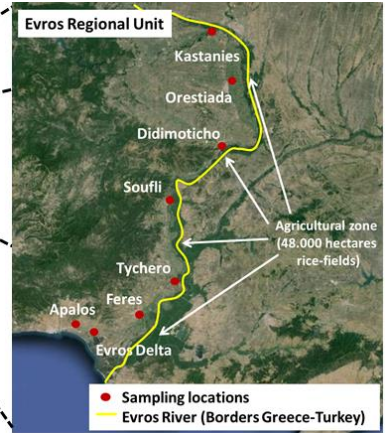 Evros Regional Unit
Kastanies
Orestiada
Didimoticho
Soufli
Agricultural zone
(48.000 hectares
rice-fields)
Tychero
Feres
Apalos
Evros Delta
Sampling locations
Evros River (Borders Greece-Turkey)